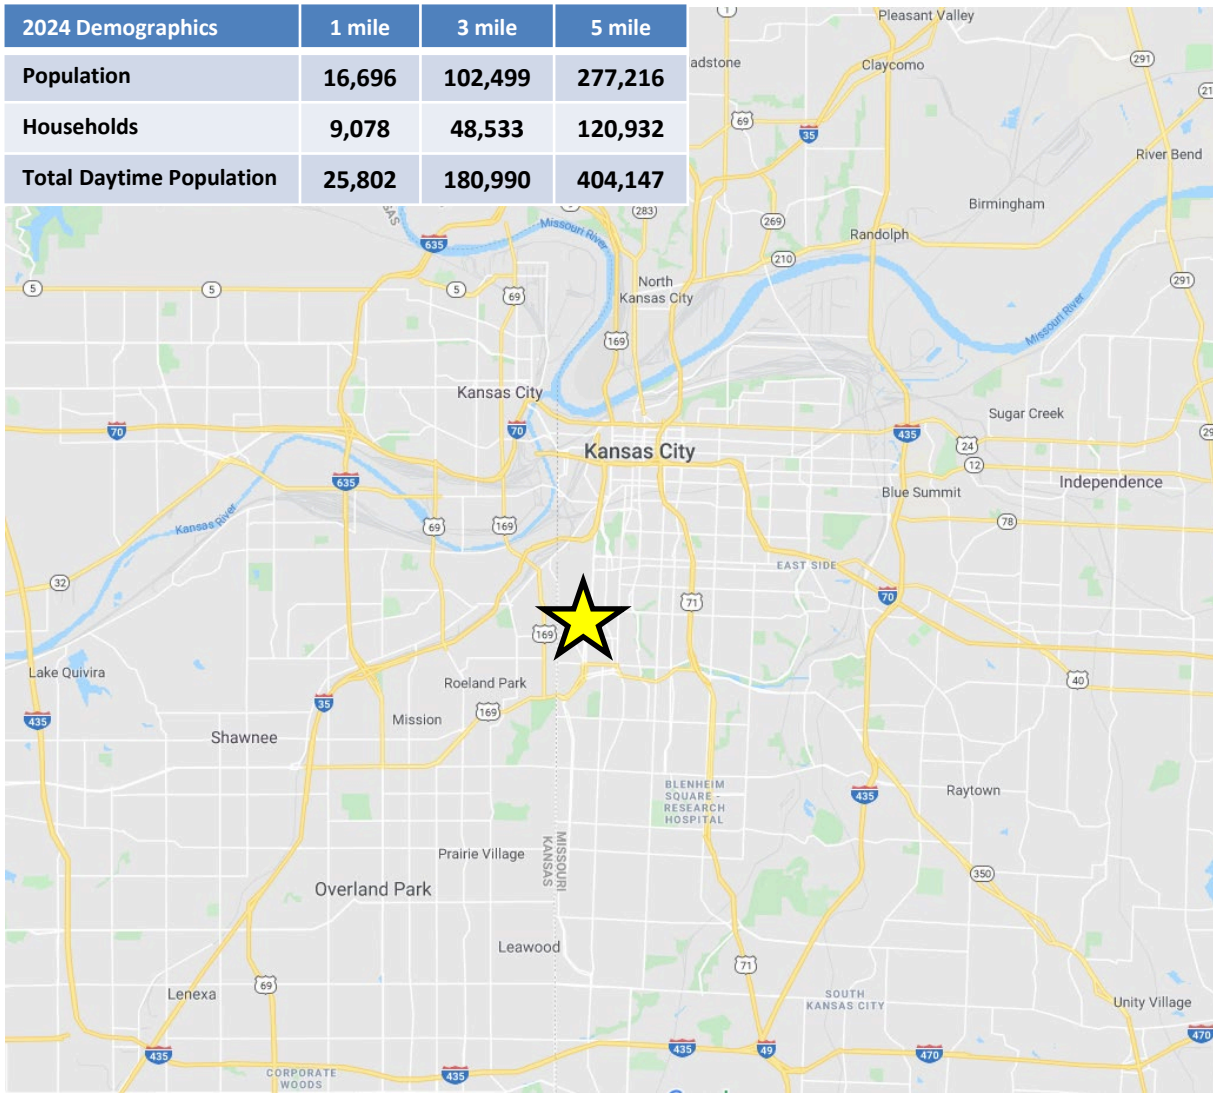 2024 Demographics 1 mile 3 mile 5 mile
Population 16,696 102,499 277,216
Households 9,078 48,533 120,932
Total Daytime Population 25,802 180,990 404,147
1
Pleasant Valley
adstone
Claycomo
291
69
35
River Bend
Birmingham
283
269
Missouri River
635
Randolph
210
5
5
5
69
North
Kansas City
291
Missouri River
169
Kansas City
Sugar Creek
70
70
435
24
Kansas City
12
635
Blue Summit
Independence
Kansas River
69
169
78
EAST SIDE
32
71
70
169
Lake Quivira
Roeland Park
40
35
169
Mission
435
Shawnee
BLENHEIM
SQUARE -
RESEARCH
HOSPITAL
435
Raytown
MISSOURI
KANSAS
Prairie Village
Overland Park
350
Leawood
71
69
Lenexa
SOUTH
KANSAS CITY
Unity Village
470
435
435
49
470
CORPORATE
WOODS
435